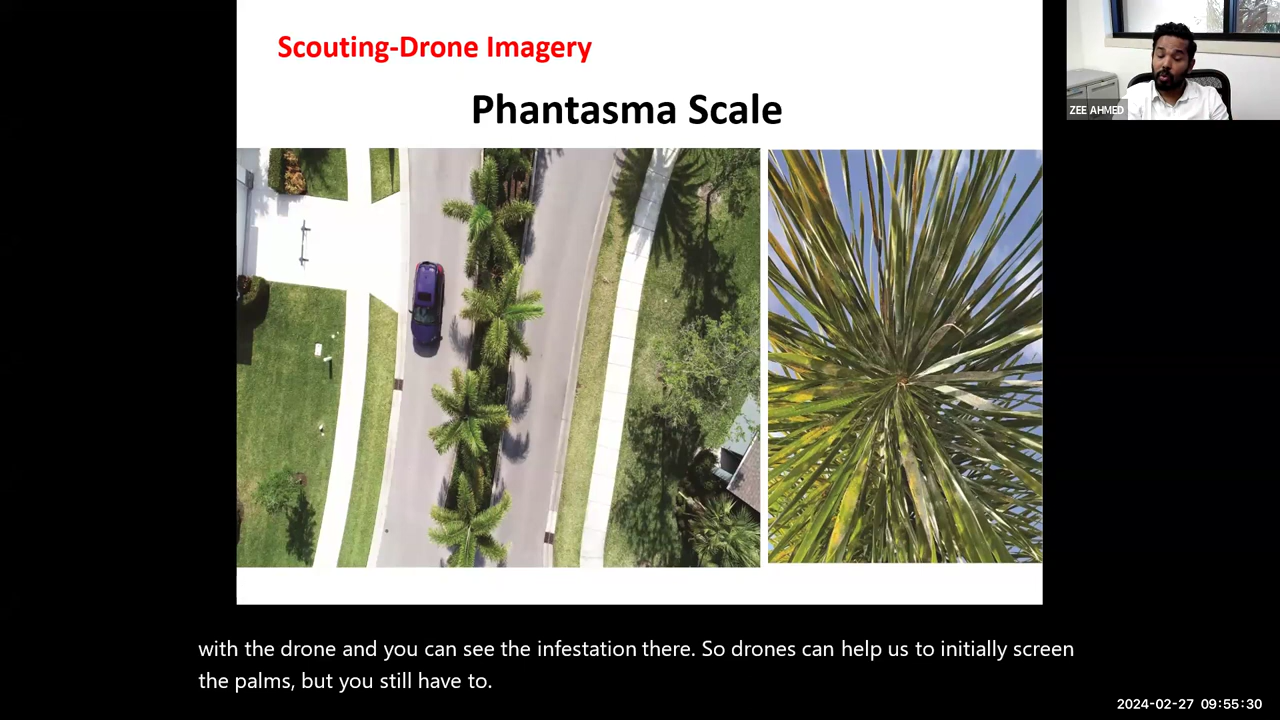 Scouting-Drone Imagery
Phantasma Scale
ZEE AHMED
with the drone and you can see the infestation there. So drones can help us to initially screen
the palms, but you still have to.
2024-02-27 09:55:30